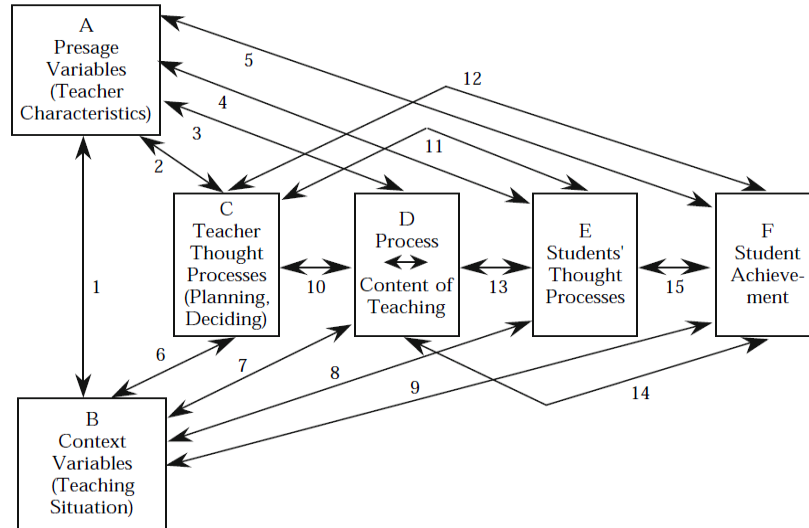 A
Presage
Variables
(Teacher
Characteristics)
5
12
4
3
11
2
C
Teacher
Thought
Processes
(Planning,
Deciding)
D
Process
Content of
Teaching
E
Students'
Thought
Processes
F
Student
Achieve-
ment
1
10
13
15
6
7
8
9
14
B
Context
Variables
(Teaching
Situation)